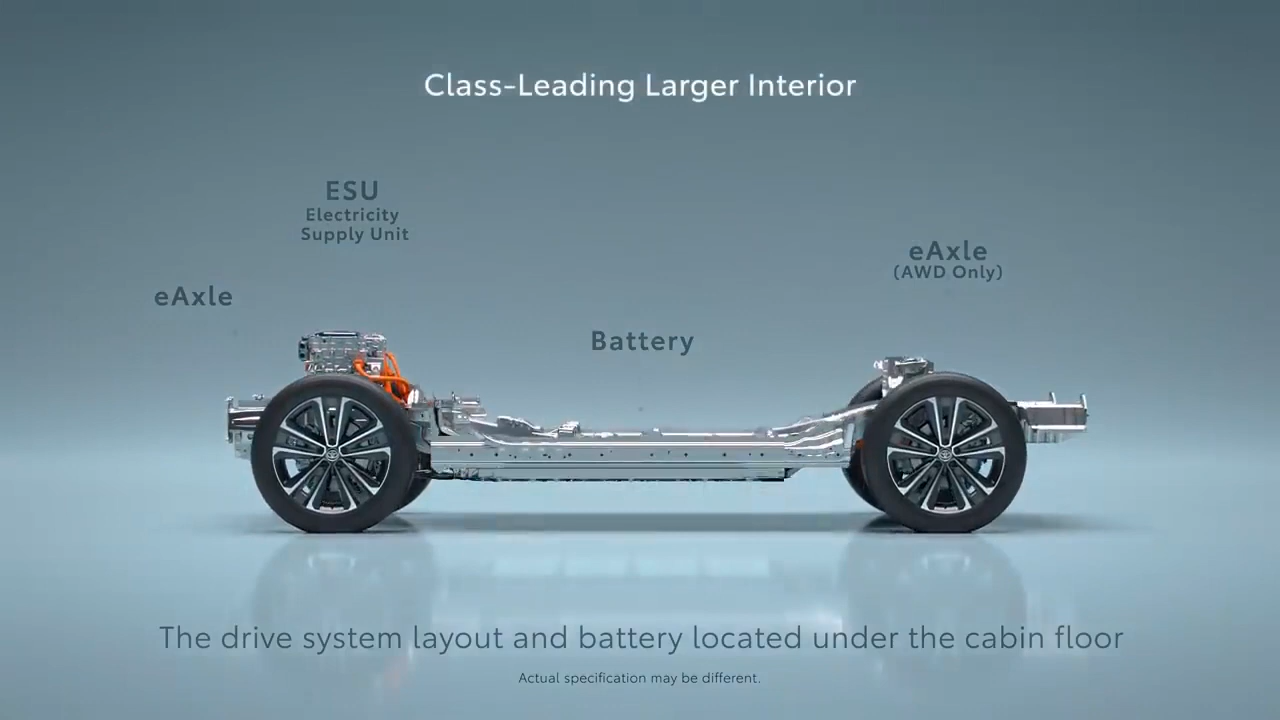 Class-Leading Larger Interior
ESU
Electricity
Supply Unit
eAxle
(AWD Only)
eAxle
Battery
The drive system layout and battery located under the cabin floor
Actual specification may be different.